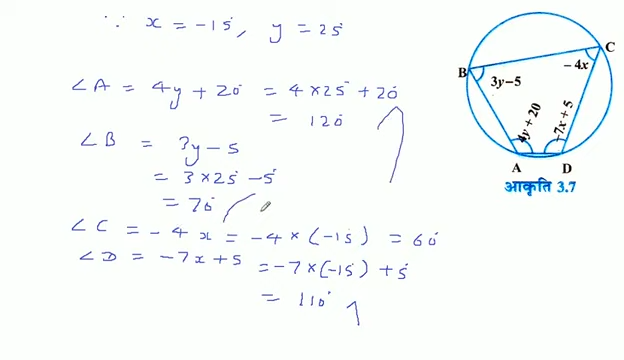 ∵ x = -15°, y = 25°
∠A = 4y + 20° = 4 × 25° + 20°
= 120°
∠B = 3y - 5
= 3 × 25° - 5°
= 70°
∠C = - 4x = - 4 × (-15°) = 60°
∠D = - 7x + 5 = - 7 × (-15°) + 5°
= 110°
B
C
3y-5
- 4x
4y + 20
-7x + 5
A
D
आकृति 3.7